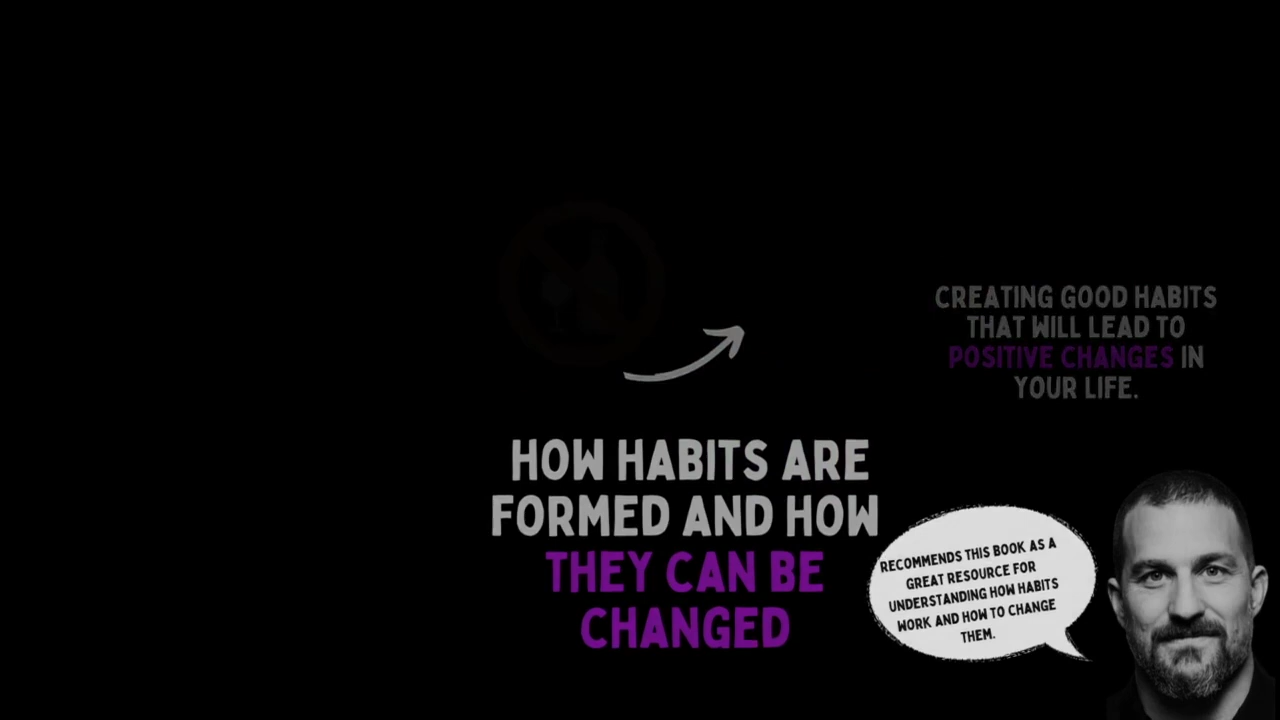 CREATING GOOD HABITS
THAT WILL LEAD TO
POSITIVE CHANGES IN
YOUR LIFE.
HOW HABITS ARE
FORMED AND HOW
THEY CAN BE
CHANGED
RECOMMENDS THIS BOOK AS A
GREAT RESOURCE FOR
UNDERSTANDING HOW HABITS
WORK AND HOW TO CHANGE
THEM.